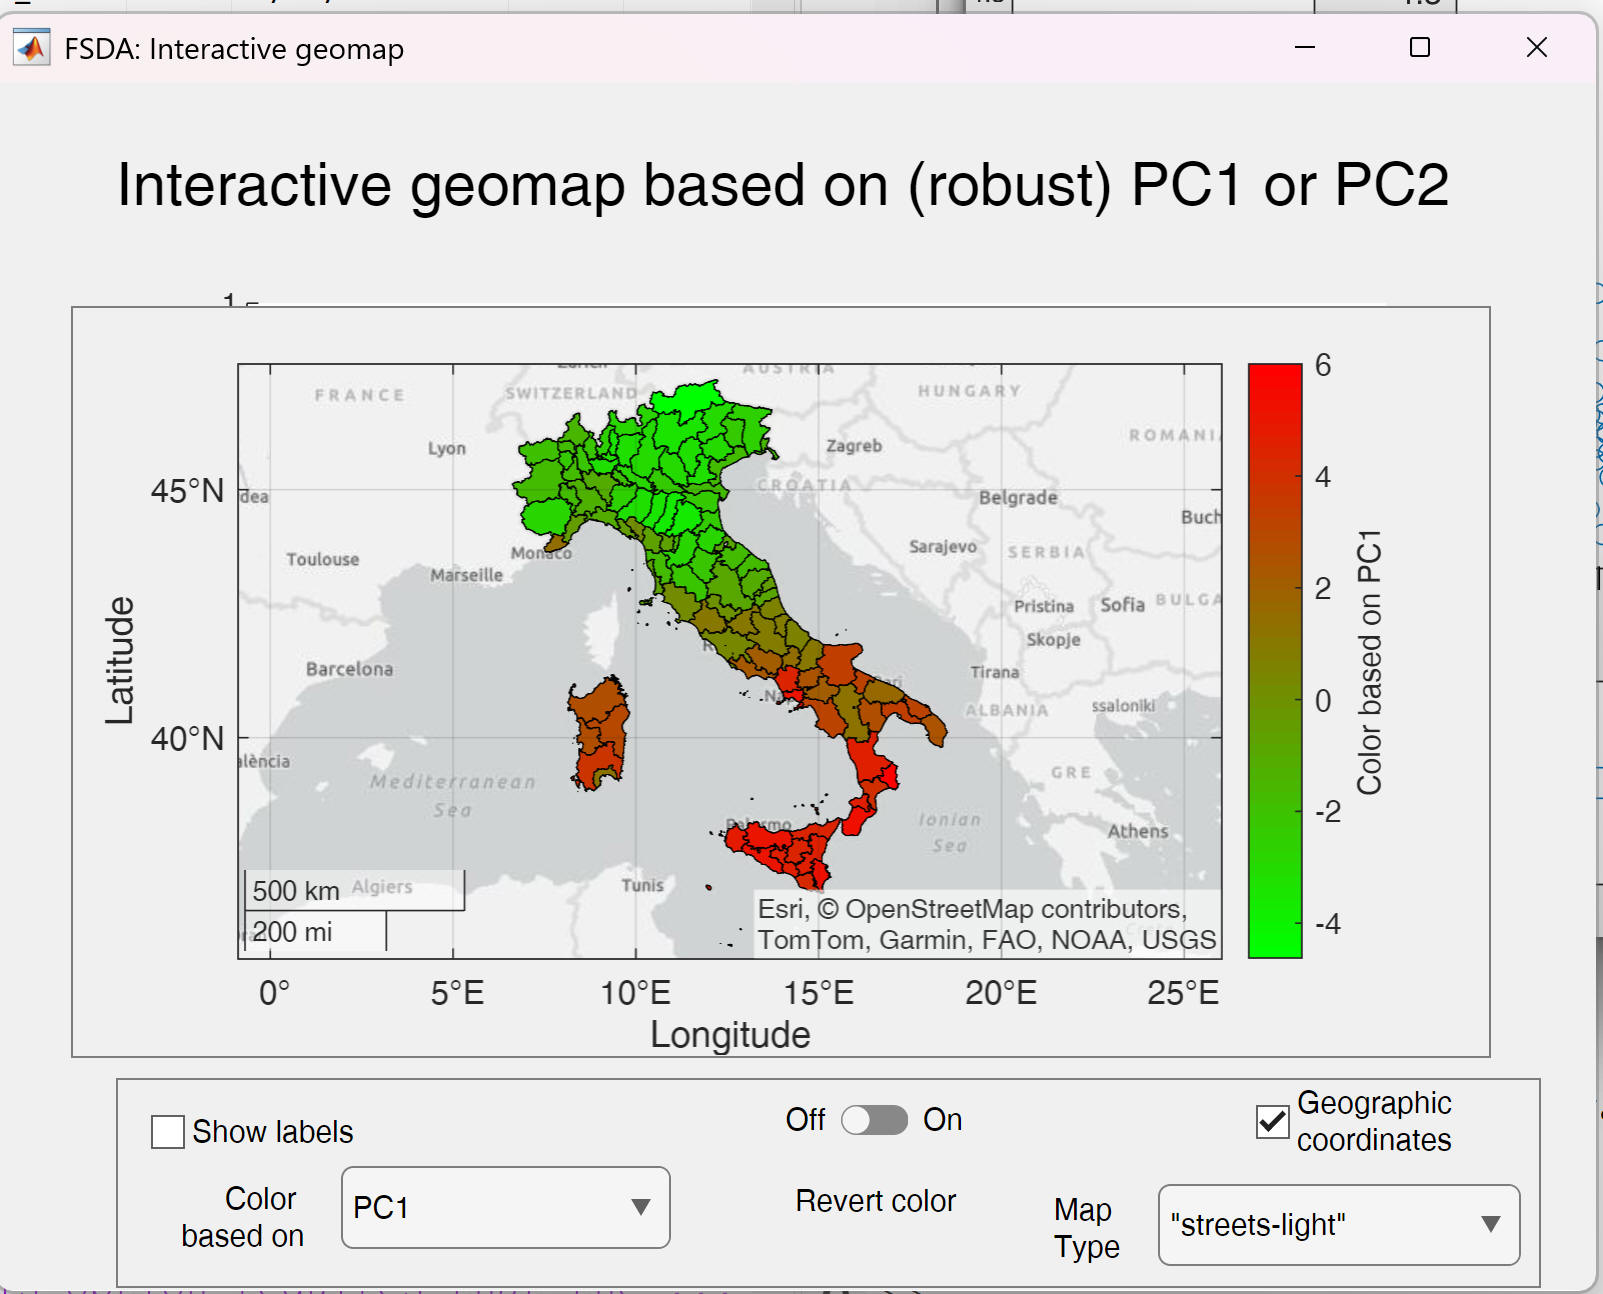 FSDA: Interactive geomap
Interactive geomap based on (robust) PC1 or PC2
1
AUSTRIA
FRANCE
SWITZERLAND
HUNGARY
Lyon
Zagreb
ROMANI
45°N
CROATIA
Belgrade
Buch
Toulouse
Monaco
Marseille
Sarajevo
SERBIA
Pristina
Sofia
BULGA
Skopje
Barcelona
Tirana
ALBANIA
ssaloniki
40°N
alència
Mediterranean
Sea
GRE
Palermo
Ionian
Sea
Athens
Algiers
Tunis
500 km
200 mi
Esri, © OpenStreetMap contributors,
TomTom, Garmin, FAO, NOAA, USGS
Latitude
0°
5°E
10°E
15°E
20°E
25°E
Longitude
6
4
2
0
-2
-4
Color based on PC1
Show labels
Off
On
Geographic
coordinates
Color
based on
PC1
Revert color
Map
Type
"streets-light"